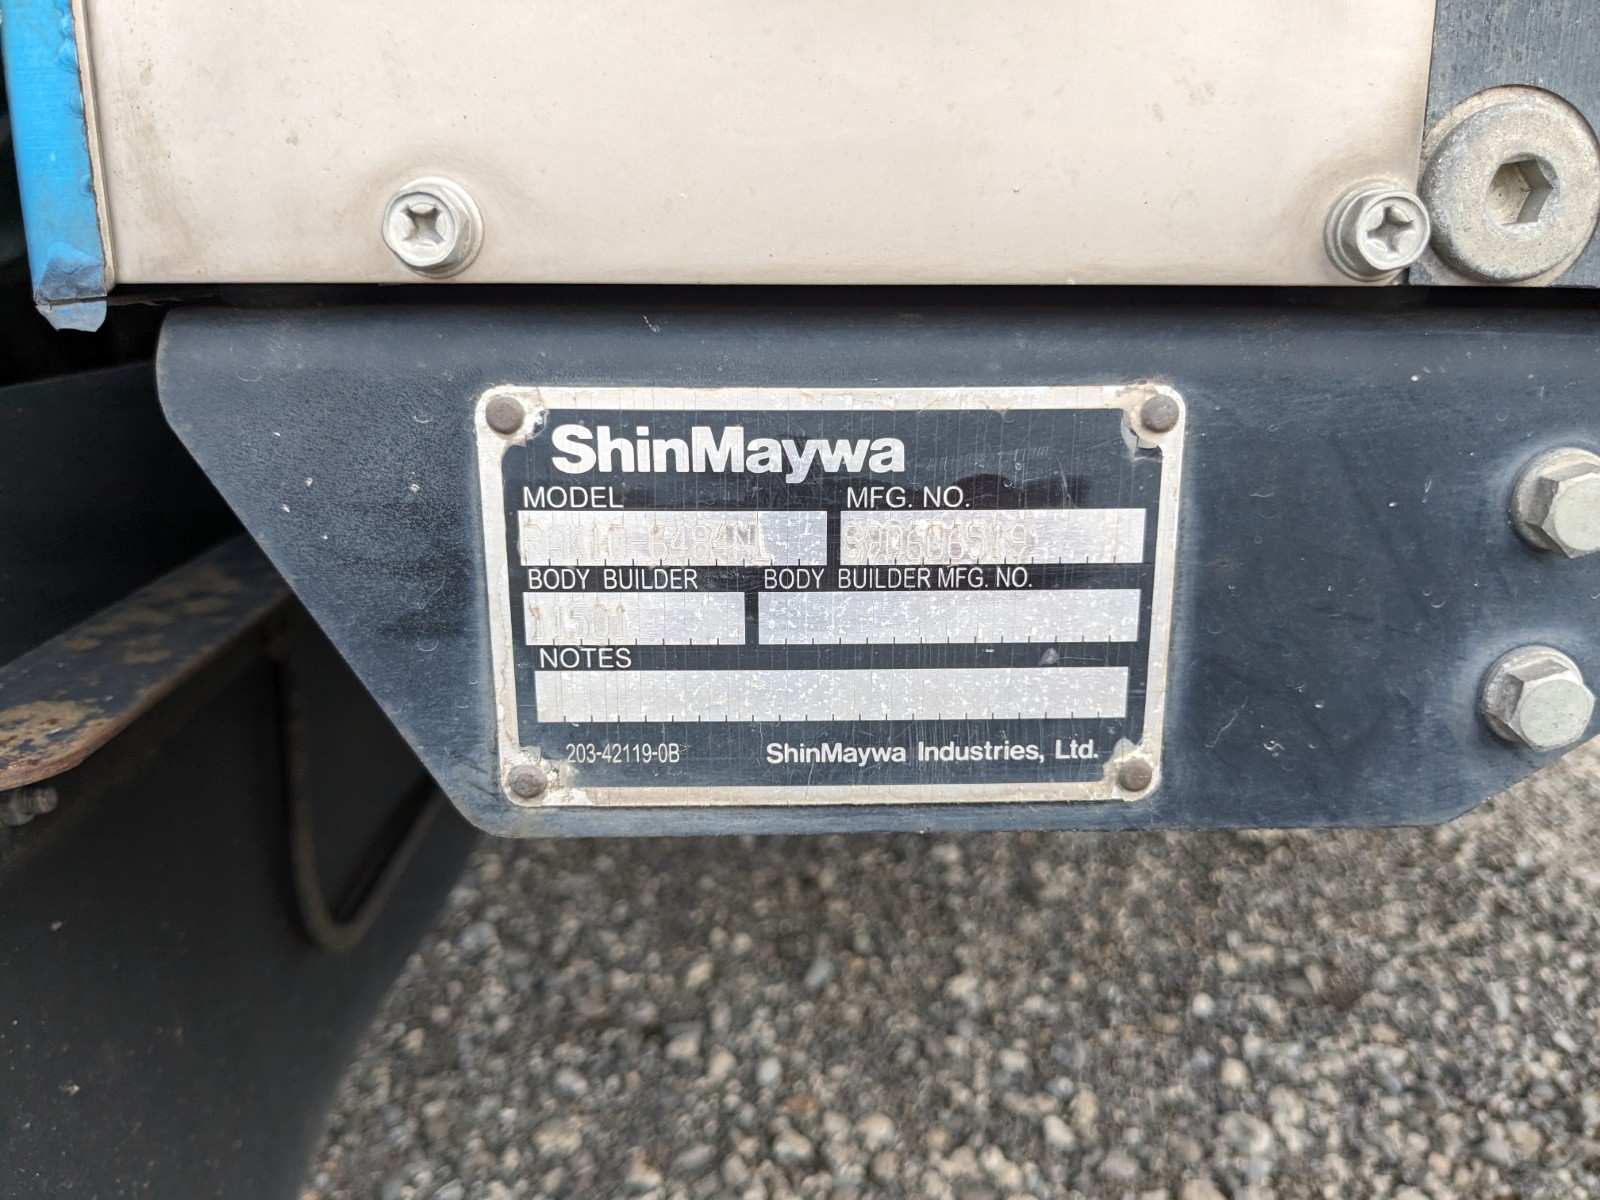 ShinMaywa
MODEL MFG. NO.
BODY BUILDER BODY BUILDER MFG. NO.
NOTES
203-42119-0B ShinMaywa Industries, Ltd.